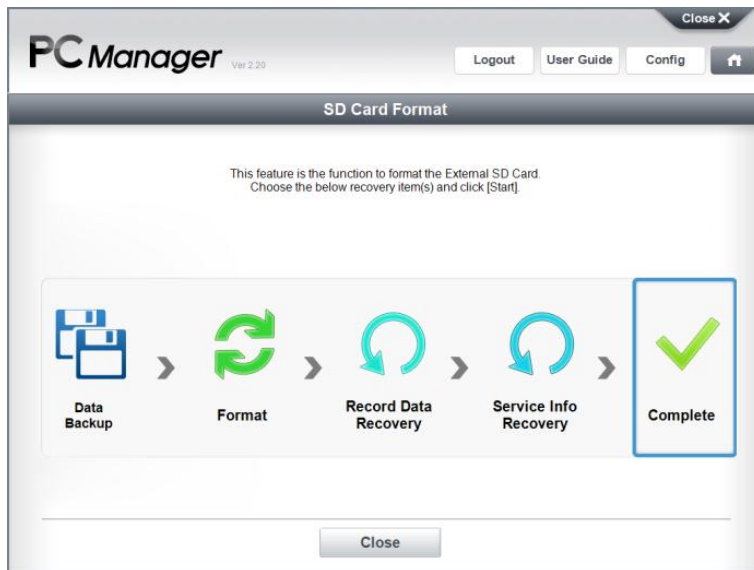 Close X
PC Manager Ver 2.20
Logout User Guide Config
SD Card Format
This feature is the function to format the External SD Card.
Choose the below recovery item(s) and click [Start].
Data
Backup
Format
Record Data
Recovery
Service Info
Recovery
Complete
Close